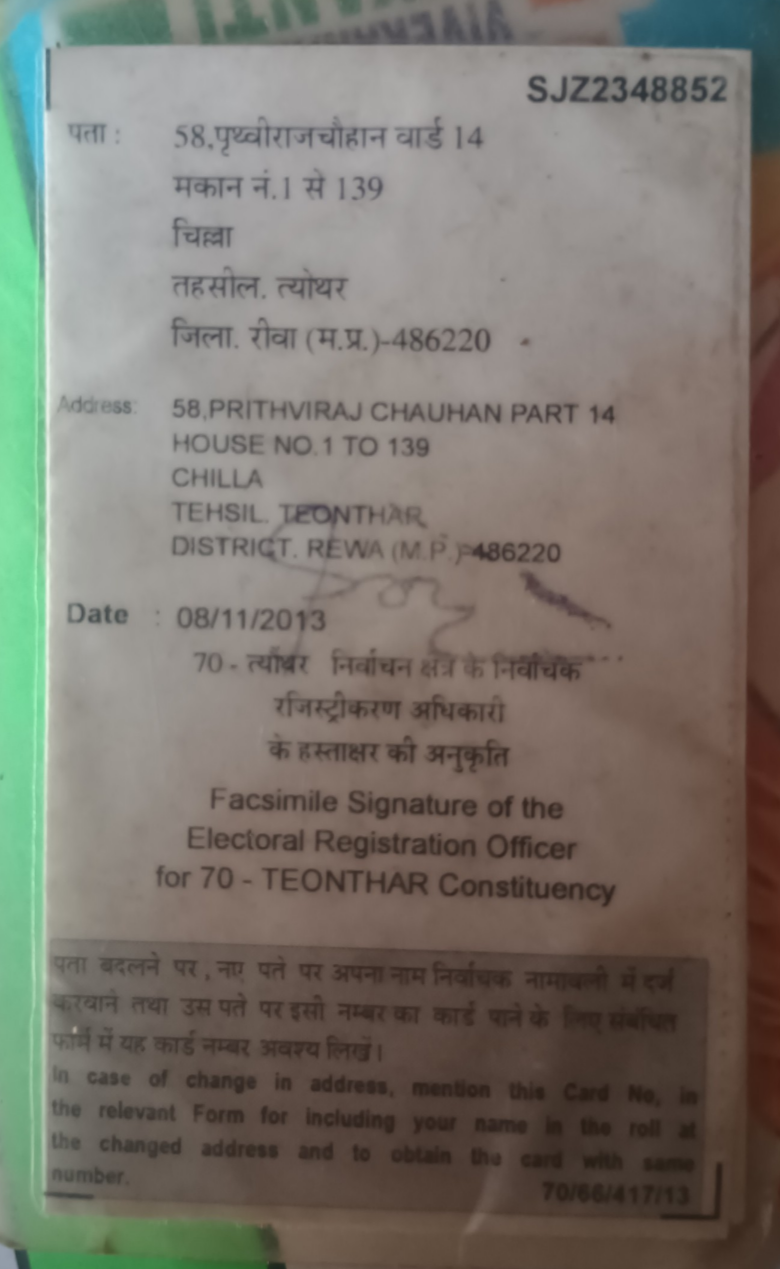 SJZ2348852
पता : 58,पृथ्वीराजचौहान वार्ड 14
मकान नं.1 से 139
चिल्ला
तहसील. त्योथर
जिला. रीवा (म.प्र.)-486220
Address: 58,PRITHVIRAJ CHAUHAN PART 14
HOUSE NO.1 TO 139
CHILLA
TEHSIL. TEONTHAR
DISTRICT. REWA (M.P.)-486220
Date : 08/11/2013
70 - त्योंथर निर्वाचन क्षेत्र के निर्वाचक
रजिस्ट्रीकरण अधिकारी
के हस्ताक्षर की अनुकृति
Facsimile Signature of the
Electoral Registration Officer
for 70 - TEONTHAR Constituency
पता बदलने पर , नए पते पर अपना नाम निर्वाचक नामावली में दर्ज
करवाने तथा उस पते पर इसी नम्बर का कार्ड पाने के लिए संबंधित
फार्म में यह कार्ड नम्बर अवश्य लिखें।
In case of change in address, mention this Card No, in
the relevant Form for including your name in the roll at
the changed address and to obtain the card with same
number.
70/66/417/13